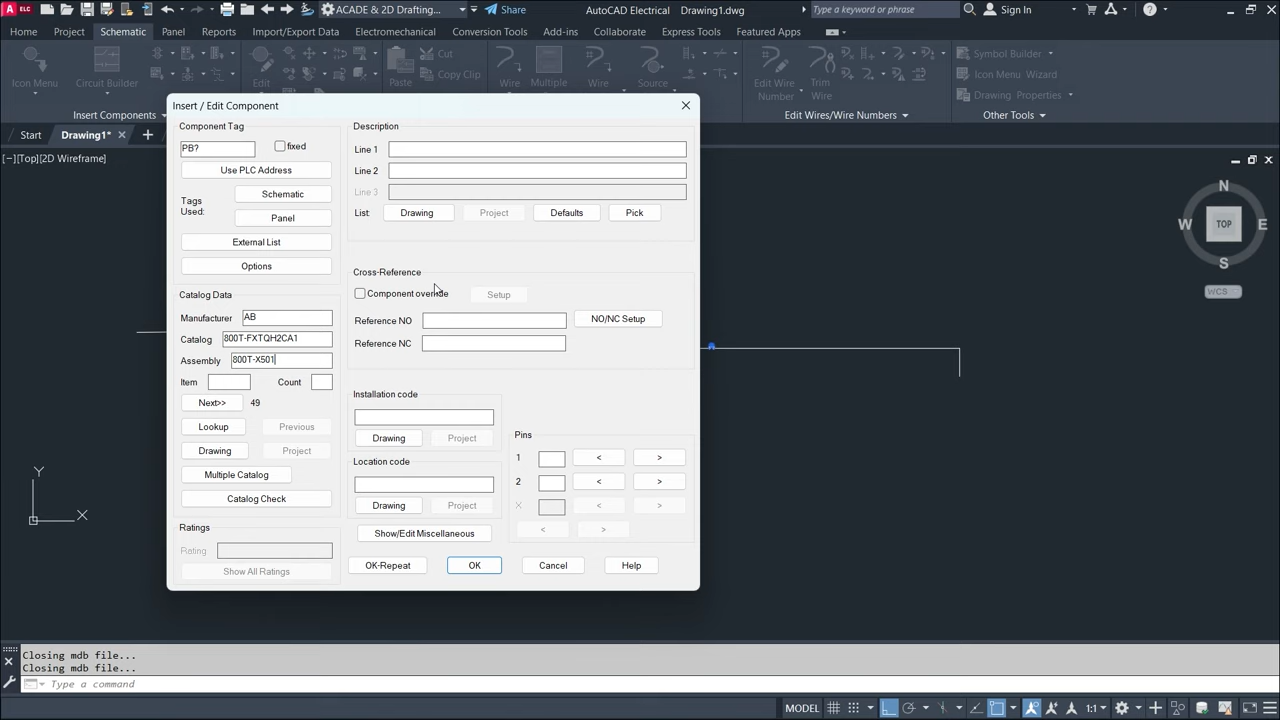 A ELC
ACADE & 2D Drafting...
Share
AutoCAD Electrical Drawing1.dwg
Type a keyword or phrase
Sign In
Home Project Schematic Panel Reports Import/Export Data Electromechanical Conversion Tools Add-ins Collaborate Express Tools Featured Apps
Icon Menu
Circuit Builder
Edit
Paste
Cut
Copy Clip
Wire
Multiple
Wire
Source
Edit Wire Number
Trim Wire
Symbol Builder
Icon Menu Wizard
Drawing Properties
Insert Components
Edit Wires/Wire Numbers
Other Tools
Start
Drawing1*
[–][Top][2D Wireframe]
Insert / Edit Component
Component Tag
PB?
fixed
Use PLC Address
Tags Used:
Schematic
Panel
External List
Options
Catalog Data
Manufacturer AB
Catalog 800T-FXTQH2CA1
Assembly 800T-X501
Item Count
Next>> 49
Lookup Previous
Drawing Project
Multiple Catalog
Catalog Check
Ratings
Rating
Show All Ratings
Description
Line 1
Line 2
Line 3
List: Drawing Project Defaults Pick
Cross-Reference
Component override Setup
Reference NO NO/NC Setup
Reference NC
Installation code
Drawing Project
Location code
Drawing Project
Show/Edit Miscellaneous
Pins
1 < >
2 < >
X < >
< >
OK-Repeat OK Cancel Help
N
W TOP E
S
WCS
Y
X
Closing mdb file...
Closing mdb file...
Type a command
MODEL
1:1